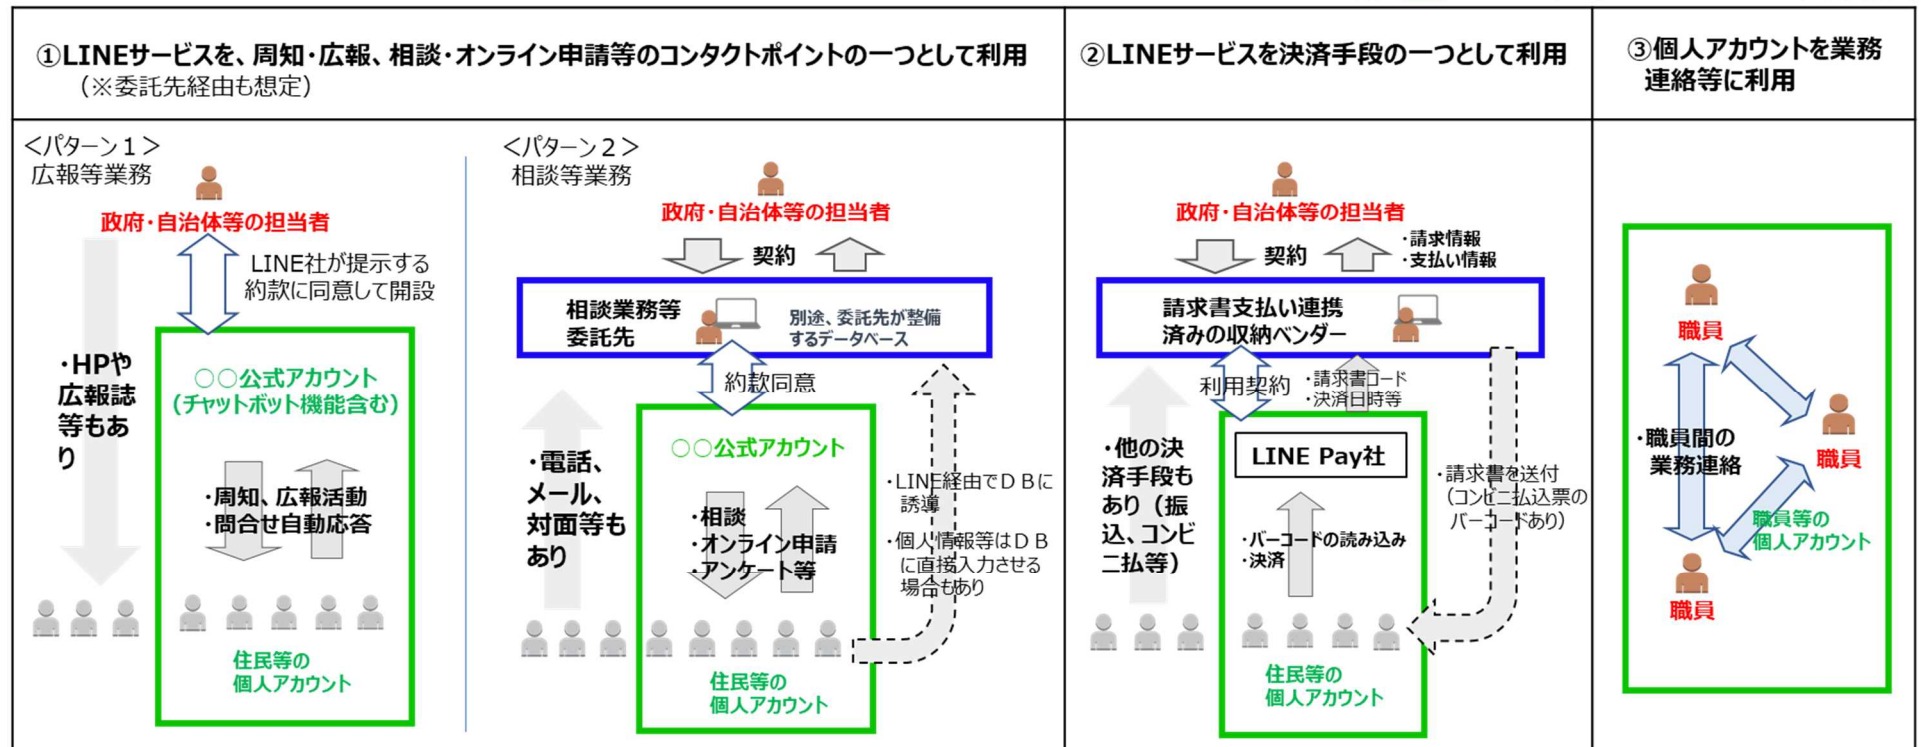 ①LINEサービスを、周知・広報、相談・オンライン申請等のコンタクトポイントの一つとして利用
（※委託先経由も想定）
②LINEサービスを決済手段の一つとして利用
③個人アカウントを業務
連絡等に利用
＜パターン１＞
広報等業務
政府・自治体等の担当者
LINE社が提示する
約款に同意して開設
・HPや
広報誌
等もあ
り
○○公式アカウント
（チャットボット機能含む）
・周知、広報活動
・問合せ自動応答
住民等の
個人アカウント
＜パターン２＞
相談等業務
政府・自治体等の担当者
契約
相談業務等
委託先
別途、委託先が整備
するデータベース
約款同意
○○公式アカウント
・電話、
メール、
対面等も
あり
・相談
・オンライン申請
・アンケート等
・LINE経由でＤＢに
誘導
・個人情報等はＤＢ
に直接入力させる
場合もあり
住民等の
個人アカウント
政府・自治体等の担当者
契約
・請求情報
・支払い情報
請求書支払い連携
済みの収納ベンダー
利用契約
・請求書コード
・決済日時等
LINE Pay社
・他の決
済手段も
あり（振
込、コンビ
ニ払等）
・バーコードの読み込み
・決済
・請求書を送付
（コンビニ払込票の
バーコードあり）
住民等の
個人アカウント
職員
職員
・職員間の
業務連絡
職員等の
個人アカウント
職員